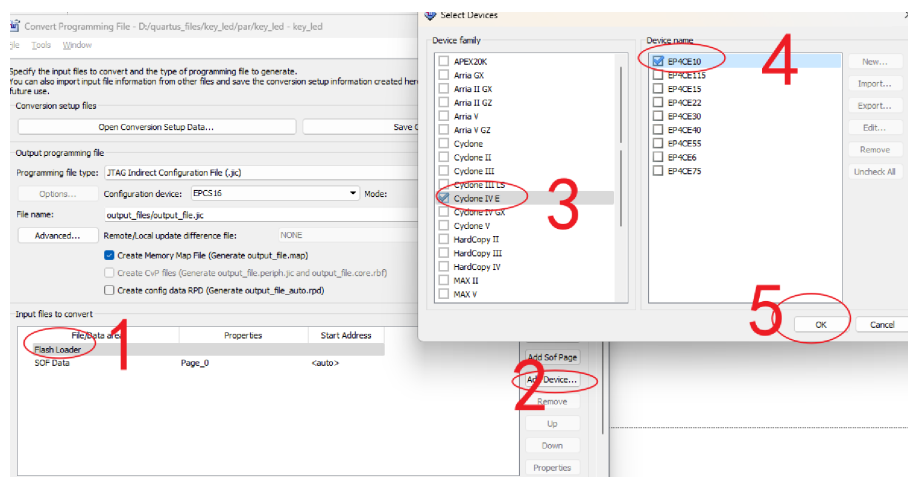 Convert Programming File - D:/quartus_files/key_led/par/key_led - key_led
File Tools Window
Specify the input files to convert and the type of programming file to generate.
You can also import input file information from other files and save the conversion setup information created here
future use.
Conversion setup files
Open Conversion Setup Data...
Save
Output programming file
Programming file type: JTAG Indirect Configuration File (.jic)
Options... Configuration device: EPCS16 Mode:
File name: output_files/output_file.jic
Advanced... Remote/Local update difference file: NONE
Create Memory Map File (Generate output_file.map)
Create CvP files (Generate output_file.periph.jic and output_file.core.rbf)
Create config data RPD (Generate output_file_auto.rpd)
Input files to convert
File/Data area Properties Start Address
Flash Loader
SOF Data Page_0 <auto>
1
Add Sof Page
Add Device...
2
Remove
Up
Down
Properties
Select Devices
Device family
APEX20K
Arria GX
Arria II GX
Arria II GZ
Arria V
Arria V GZ
Cyclone
Cyclone II
Cyclone III
Cyclone III LS
Cyclone IV E
Cyclone IV GX
Cyclone V
HardCopy II
HardCopy III
HardCopy IV
MAX II
MAX V
3
Device name
EP4CE10
EP4CE115
EP4CE15
EP4CE22
EP4CE30
EP4CE40
EP4CE55
EP4CE6
EP4CE75
4
New...
Import...
Export...
Edit...
Remove
Uncheck All
5
OK
Cancel